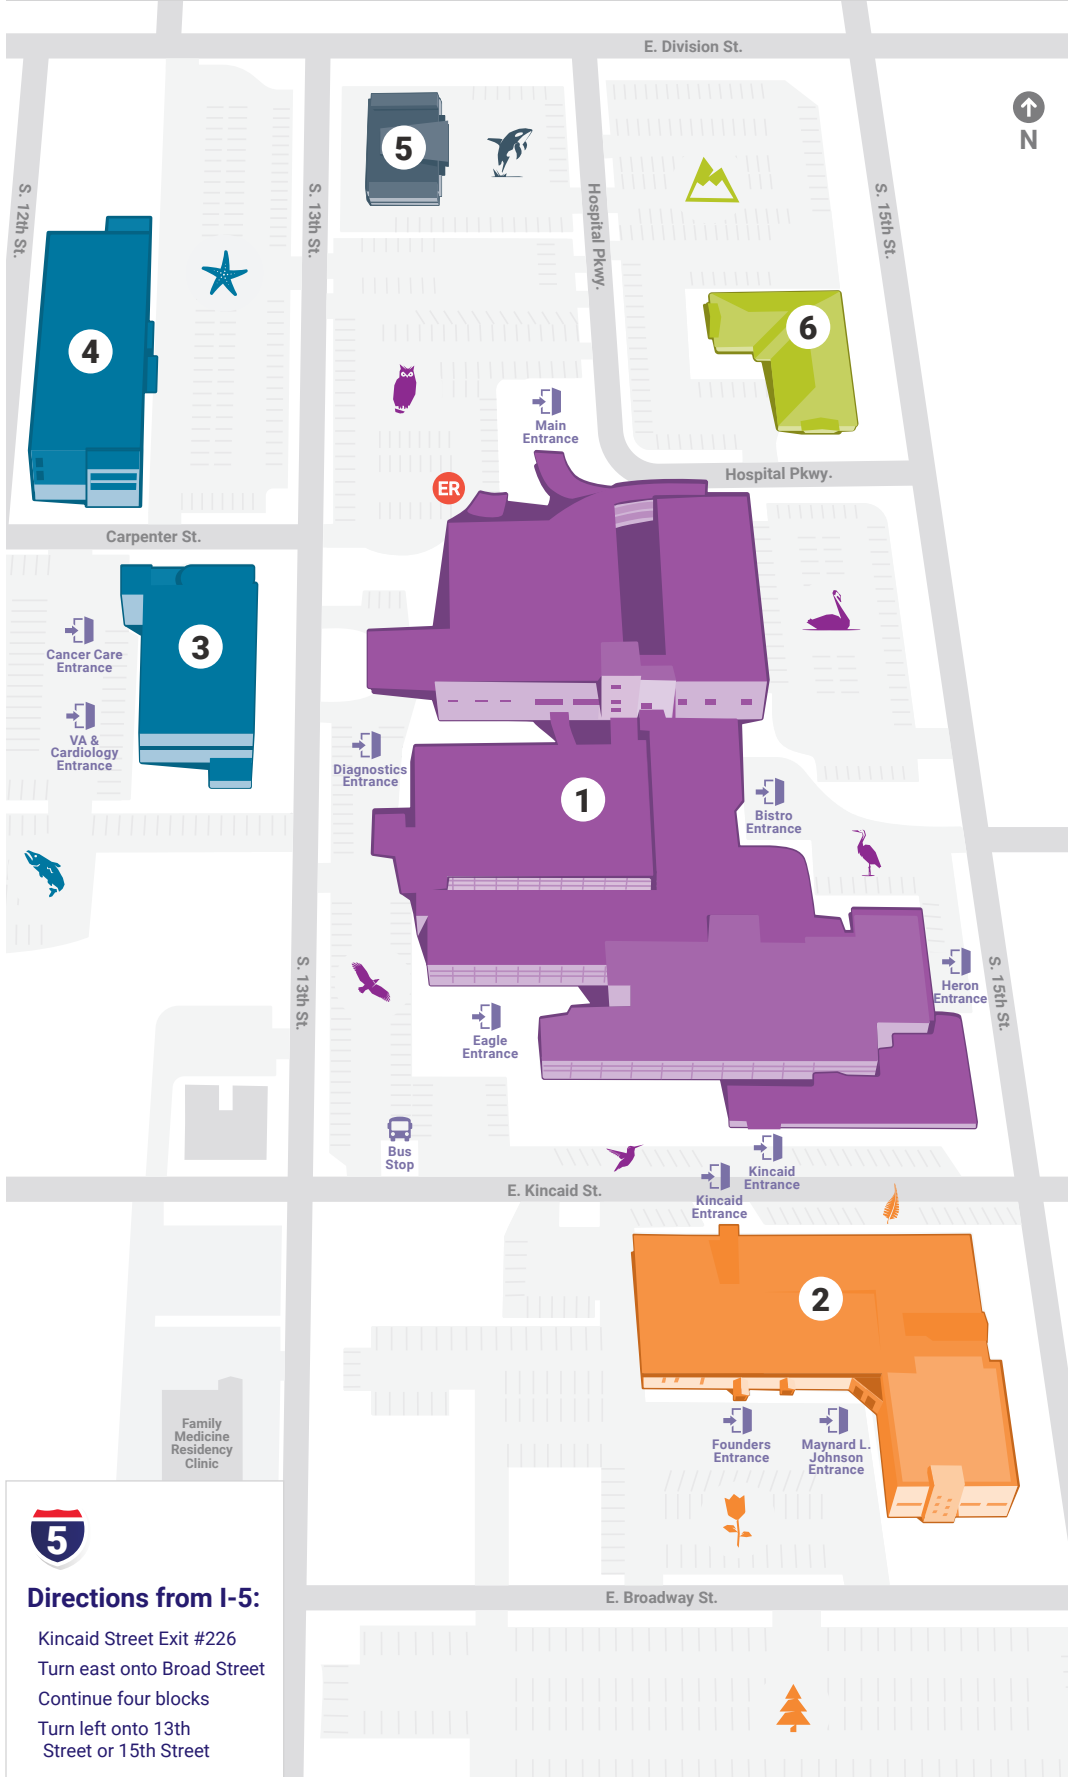 E. Division St.
N
5
S. 12th St.
S. 13th St.
Hospital Pkwy.
S. 15th St.
4
6
Main
Entrance
ER
Hospital Pkwy.
Carpenter St.
Cancer Care
Entrance
3
VA &
Cardiology
Entrance
Diagnostics
Entrance
1
Bistro
Entrance
S. 13th St.
Heron
Entrance
S. 15th St.
Eagle
Entrance
Bus
Stop
Kincaid
Entrance
E. Kincaid St.
Kincaid
Entrance
2
Founders
Entrance
Maynard L.
Johnson
Entrance
Family
Medicine
Residency
Clinic
5
Directions from I-5:
Kincaid Street Exit #226
Turn east onto Broad Street
Continue four blocks
Turn left onto 13th
Street or 15th Street
E. Broadway St.